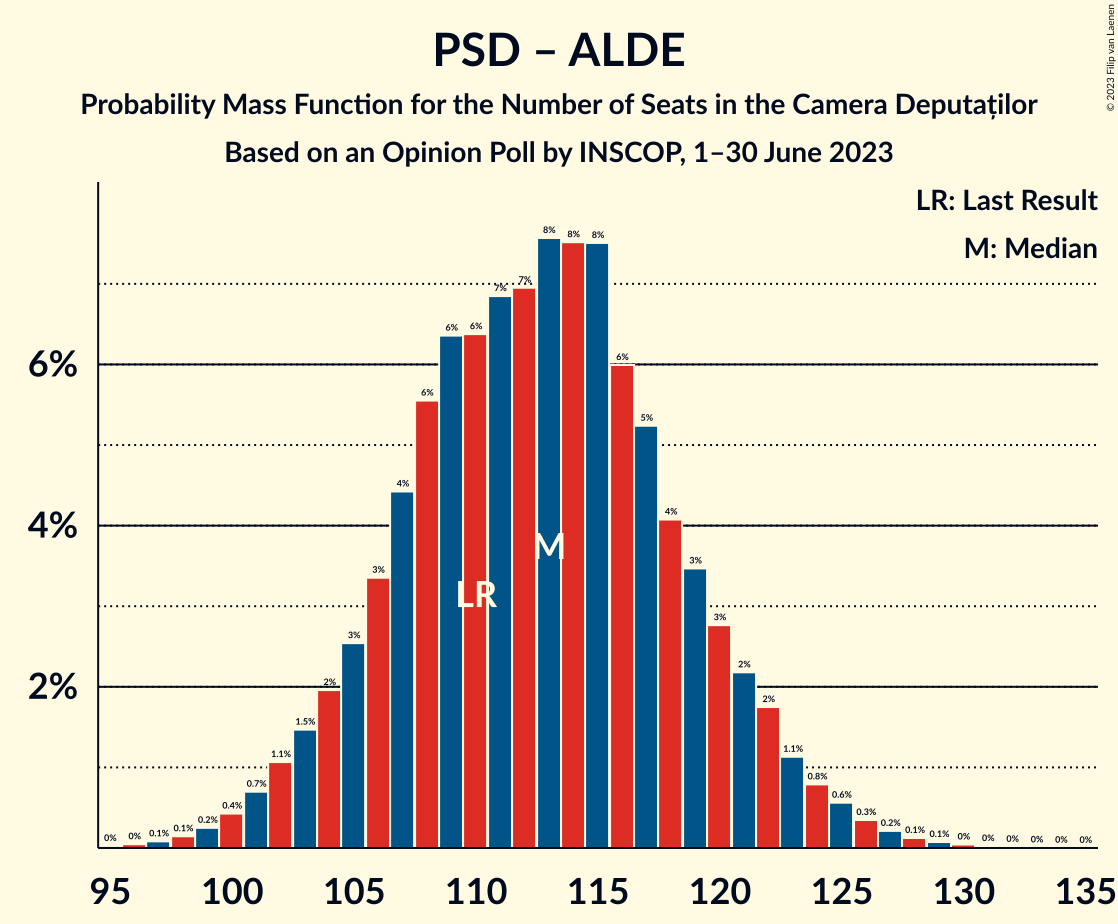 PSD – ALDE
Probability Mass Function for the Number of Seats in the Camera Deputaților
Based on an Opinion Poll by INSCOP, 1–30 June 2023
© 2023 Filip van Laenen
LR: Last Result
M: Median
6%
4%
2%
0% 0% 0.1% 0.1% 0.2% 0.4% 0.7% 1.1% 1.5% 2% 3% 3% 4% 6% 6% 6% 7% 7% 8% 8% 8% 6% 5% 4% 3% 3% 2% 2% 1.1% 0.8% 0.6% 0.3% 0.2% 0.1% 0.1% 0% 0% 0% 0% 0% 0%
M
LR
95 100 105 110 115 120 125 130 135